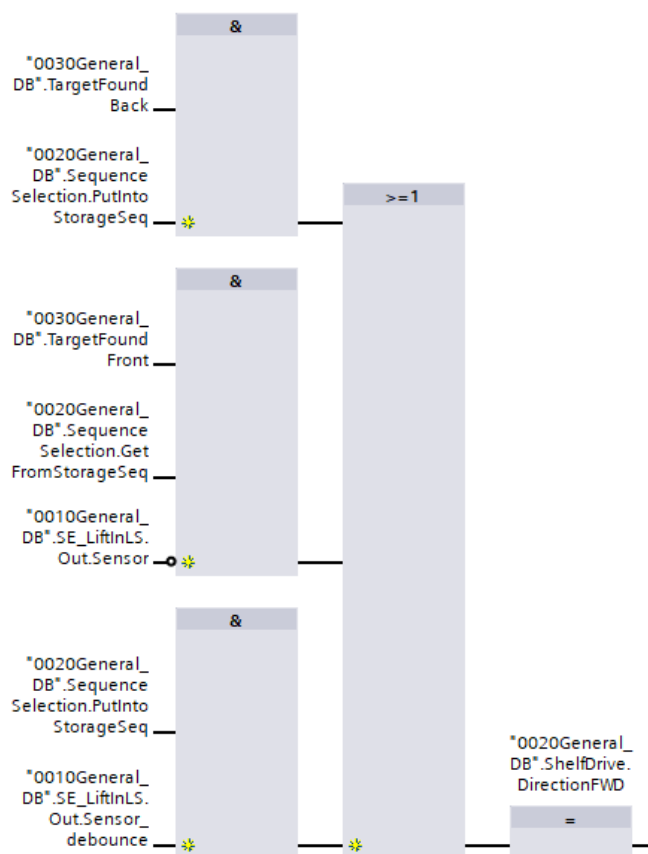 &
"0030General_
DB".TargetFound
Back
"0020General_
DB".Sequence
Selection.PutInto
StorageSeq
>=1
&
"0030General_
DB".TargetFound
Front
"0020General_
DB".Sequence
Selection.Get
FromStorageSeq
"0010General_
DB".SE_LiftInLS.
Out.Sensor
&
"0020General_
DB".Sequence
Selection.PutInto
StorageSeq
"0010General_
DB".SE_LiftInLS.
Out.Sensor_
debounce
"0020General_
DB".ShelfDrive.
DirectionFWD
=